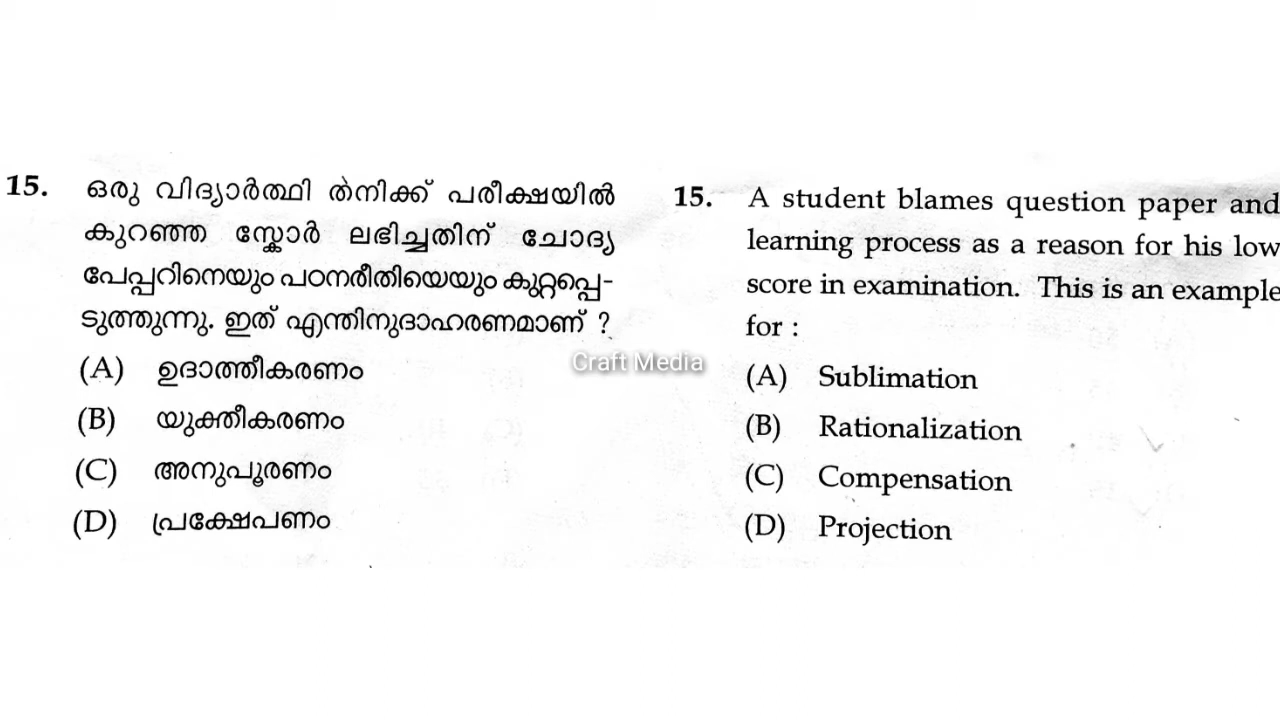 15. ഒരു വിദ്യാർത്ഥി തനിക്ക് പരീക്ഷയിൽ
കുറഞ്ഞ സ്കോർ ലഭിച്ചതിന് ചോദ്യ
പേപ്പറിനെയും പഠനരീതിയെയും കുറ്റപ്പെ-
ടുത്തുന്നു. ഇത് എന്തിനുദാഹരണമാണ് ?
(A) ഉദാത്തീകരണം
(B) യുക്തീകരണം
(C) അനുപൂരണം
(D) പ്രക്ഷേപണം
Craft Media
15. A student blames question paper and
learning process as a reason for his low
score in examination. This is an example
for :
(A) Sublimation
(B) Rationalization
(C) Compensation
(D) Projection